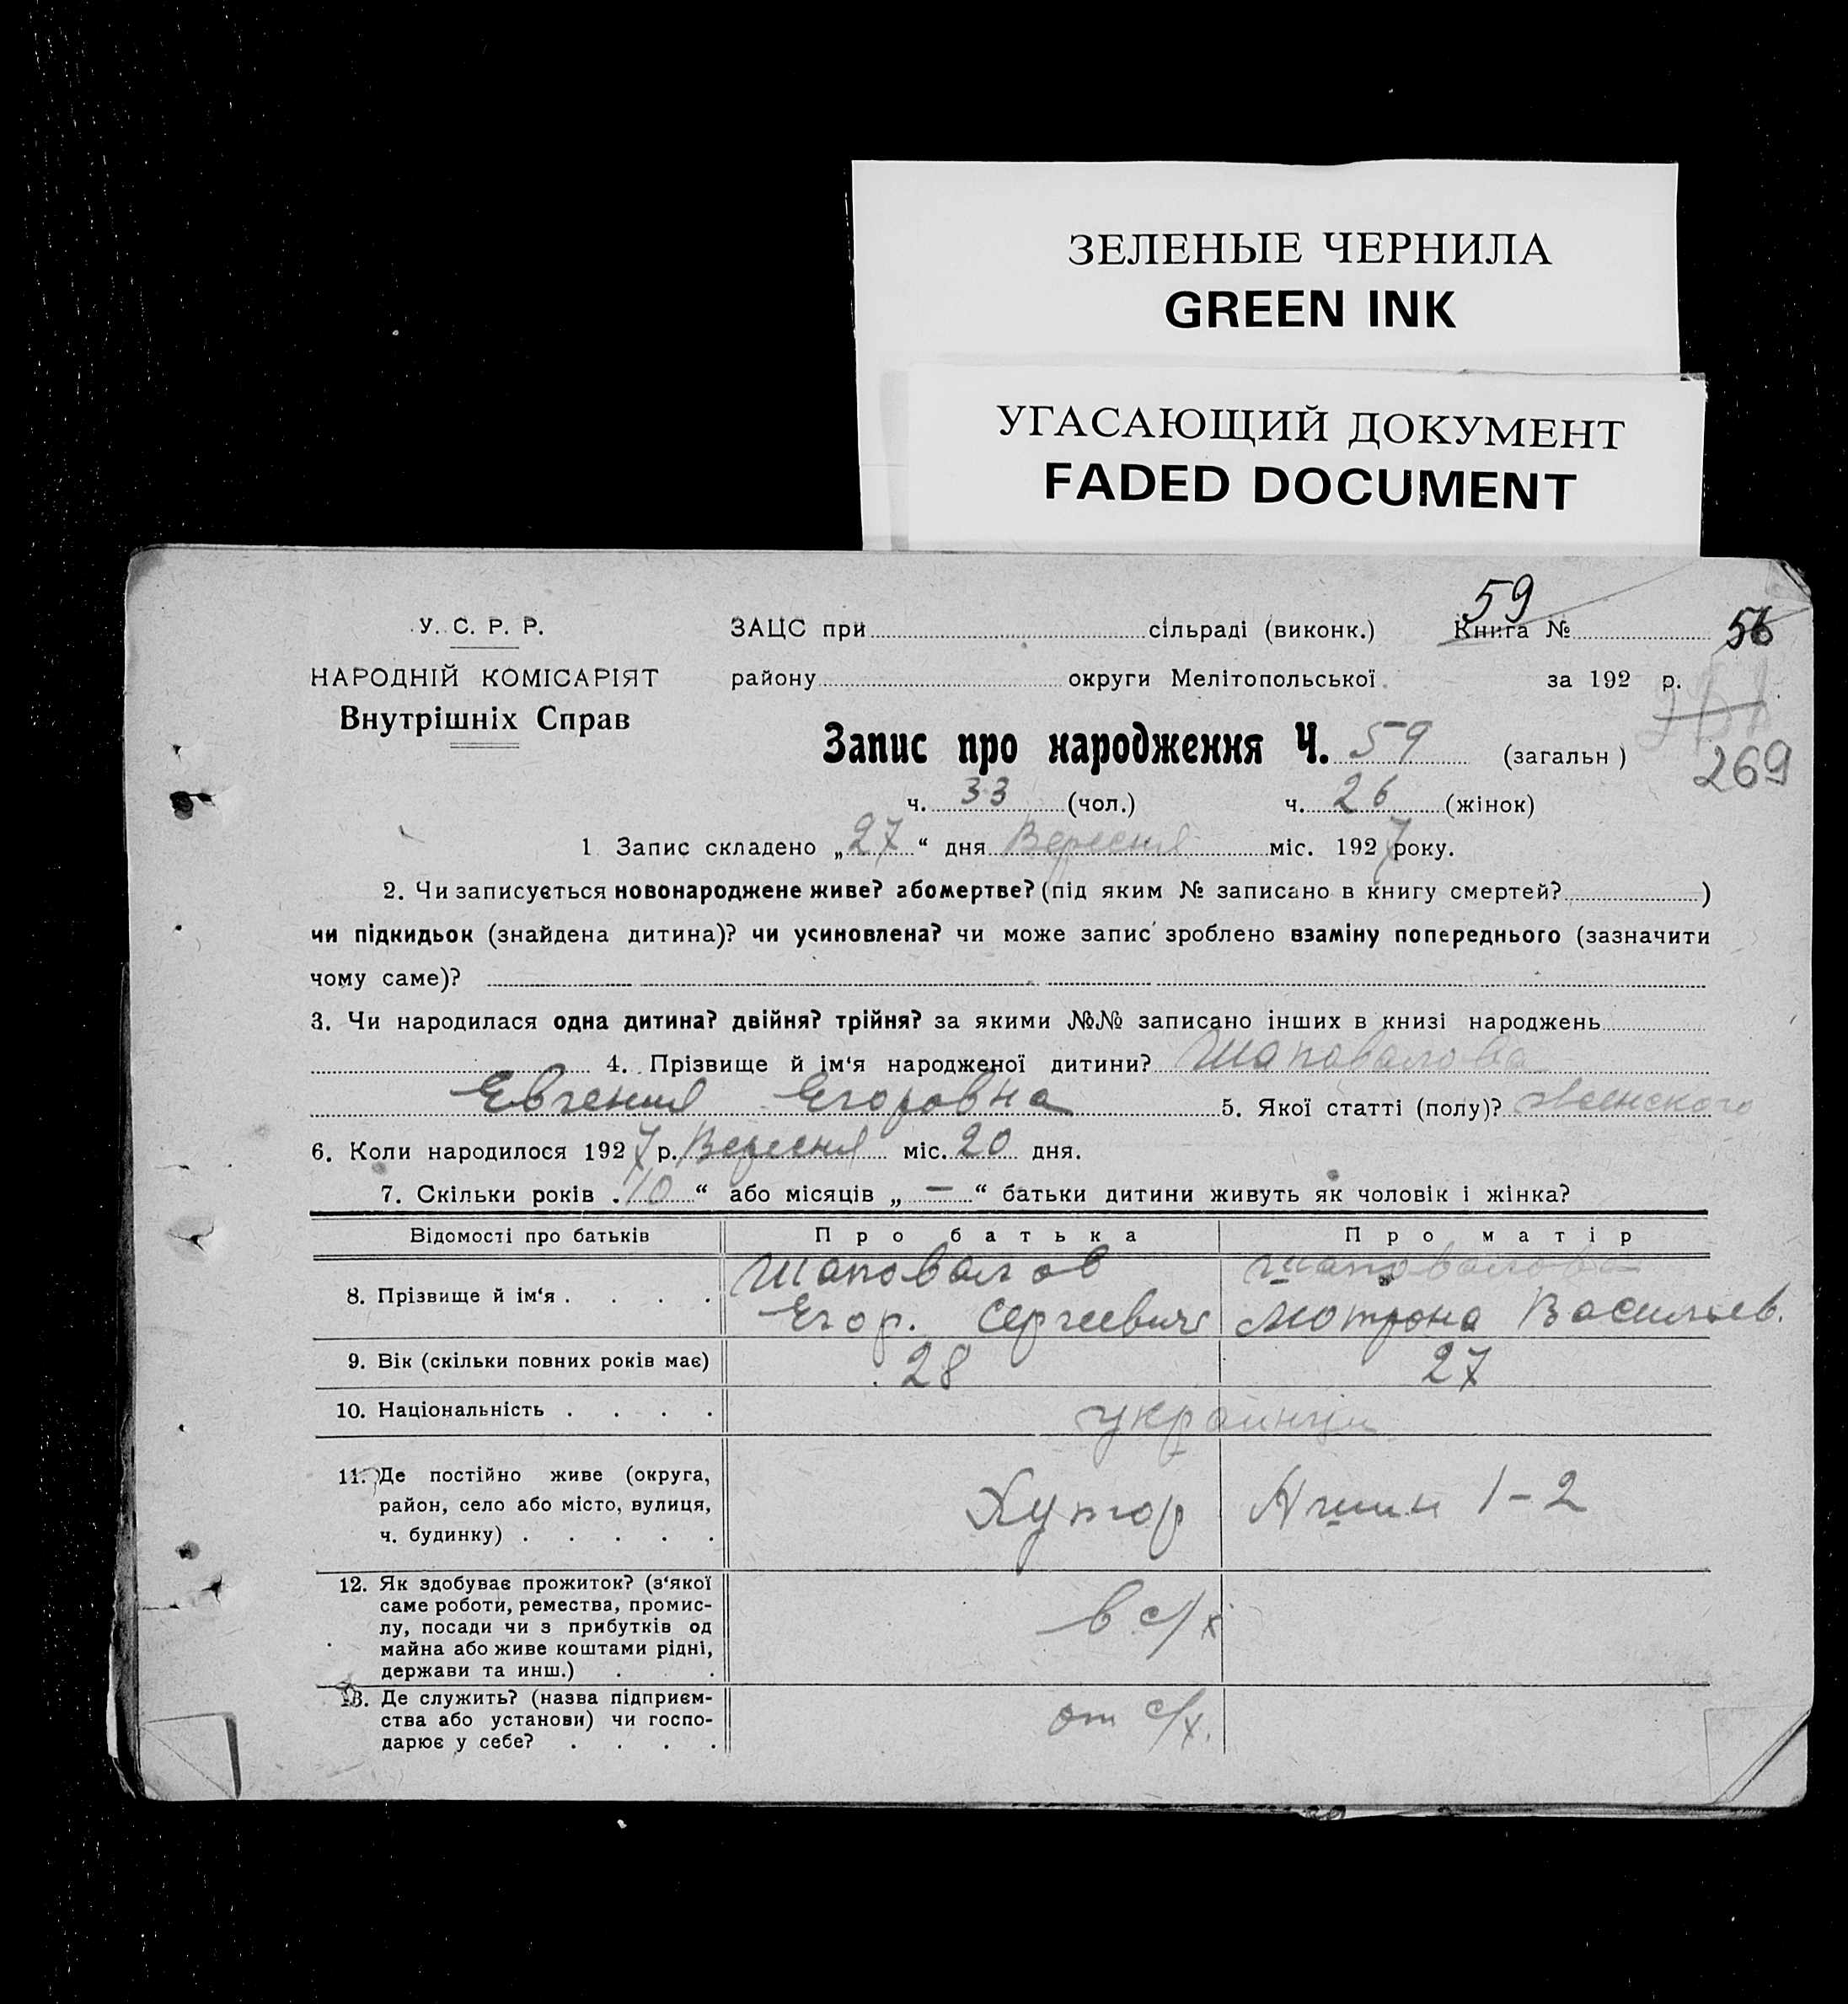 ЗЕЛЕНЫЕ ЧЕРНИЛА
GREEN INK
УГАСАЮЩИЙ ДОКУМЕНТ
FADED DOCUMENT
59
У. С. Р. Р. ЗАЦС при сільраді (виконк.) Книга № 56
НАРОДНІЙ КОМІСАРІЯТ району округи Мелітопольської за 192 р.
Внутрішніх Справ
Запис про народження Ч. 59 (загальн)
269
ч. 33 (чол.) ч. 26 (жінок)
1 Запис складено „27“ дня Вересня міс. 1927 року.
2. Чи записується новонароджене живе? або мертве? (під яким № записано в книгу смертей? )
чи підкидьок (знайдена дитина)? чи усиновлена? чи може запис зроблено взаміну попереднього (зазначити
чому саме)?
3. Чи народилася одна дитина? двійня? трійня? за якими №№ записано інших в книзі народжень
4. Прізвище й ім‘я народженої дитини? Шаповалова
Евгения Егоровна 5. Якої статті (полу)? женского
6. Коли народилося 1927 р. Вересня міс. 20 дня.
7. Скільки років „10“ або місяців „—“ батьки дитини живуть як чоловік і жінка?
Відомості про батьків Про батька Про матір
Шаповалов Шаповалова
8. Прізвище й ім‘я . . . . Егор. Сергеевич Мотрона Васильев.
9. Вік (скільки повних років має) 28 27
10. Національність . . . . украинци
11. Де постійно живе (округа,
район, село або місто, вулиця, Хутор 1-2
ч. будинку) . . . . .
12. Як здобуває прожиток? (з‘якої
саме роботи, ремества, промис- в с/х
лу, посади чи з прибутків од
майна або живе коштами рідні,
держави та инш.) . .
13. Де служить? (назва підприєм-
ства або установи) чи госпо- от с/х.
дарює у себе? . . . .